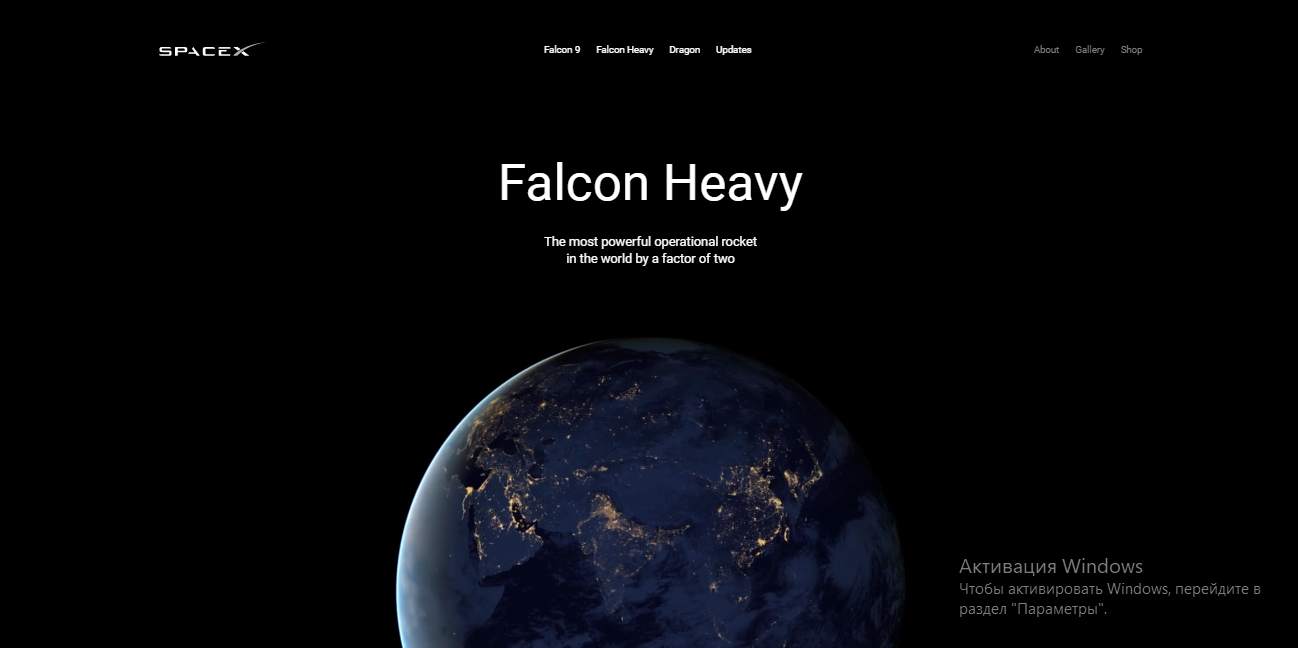 SPACEX
Falcon 9 Falcon Heavy Dragon Updates
About Gallery Shop
Falcon Heavy
The most powerful operational rocket
in the world by a factor of two
Активация Windows
Чтобы активировать Windows, перейдите в
раздел "Параметры".